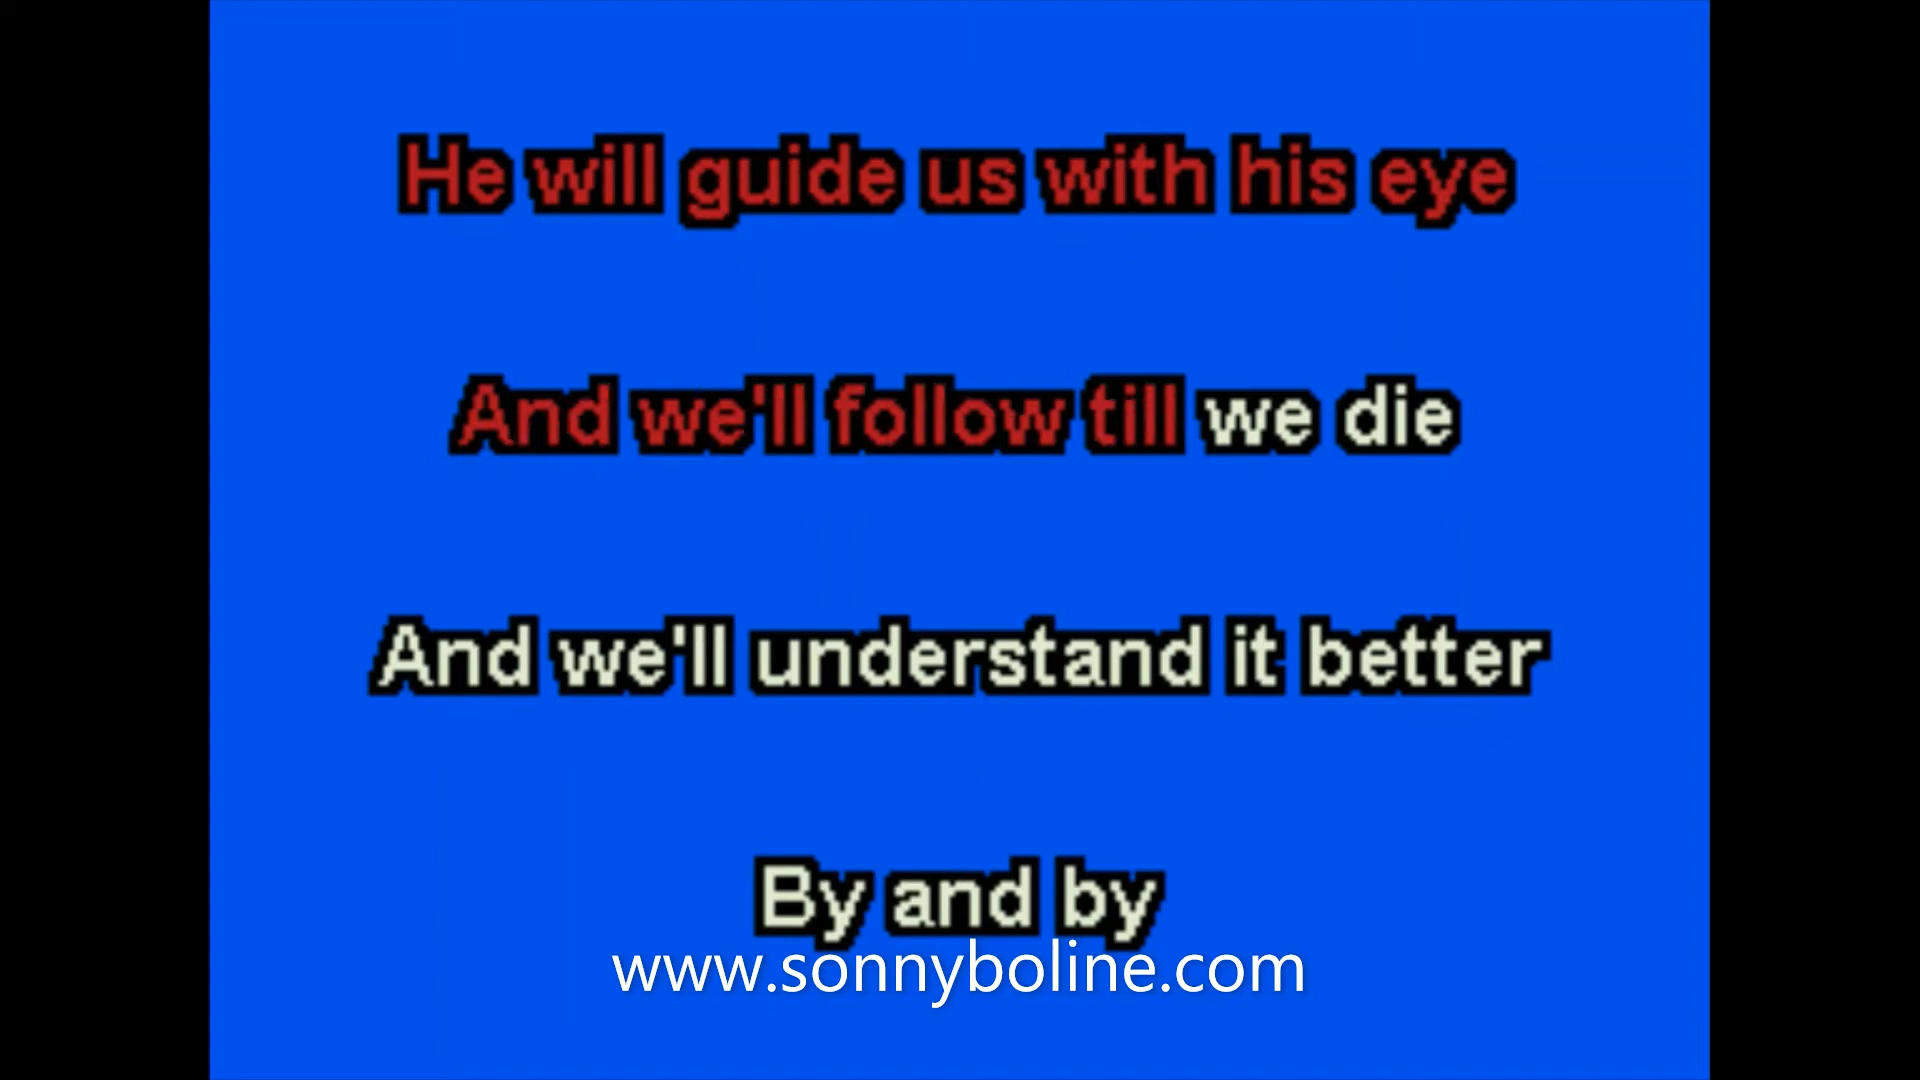 He will guide us with his eye
And we'll follow till we die
And we'll understand it better
By and by
www.sonnyboline.com